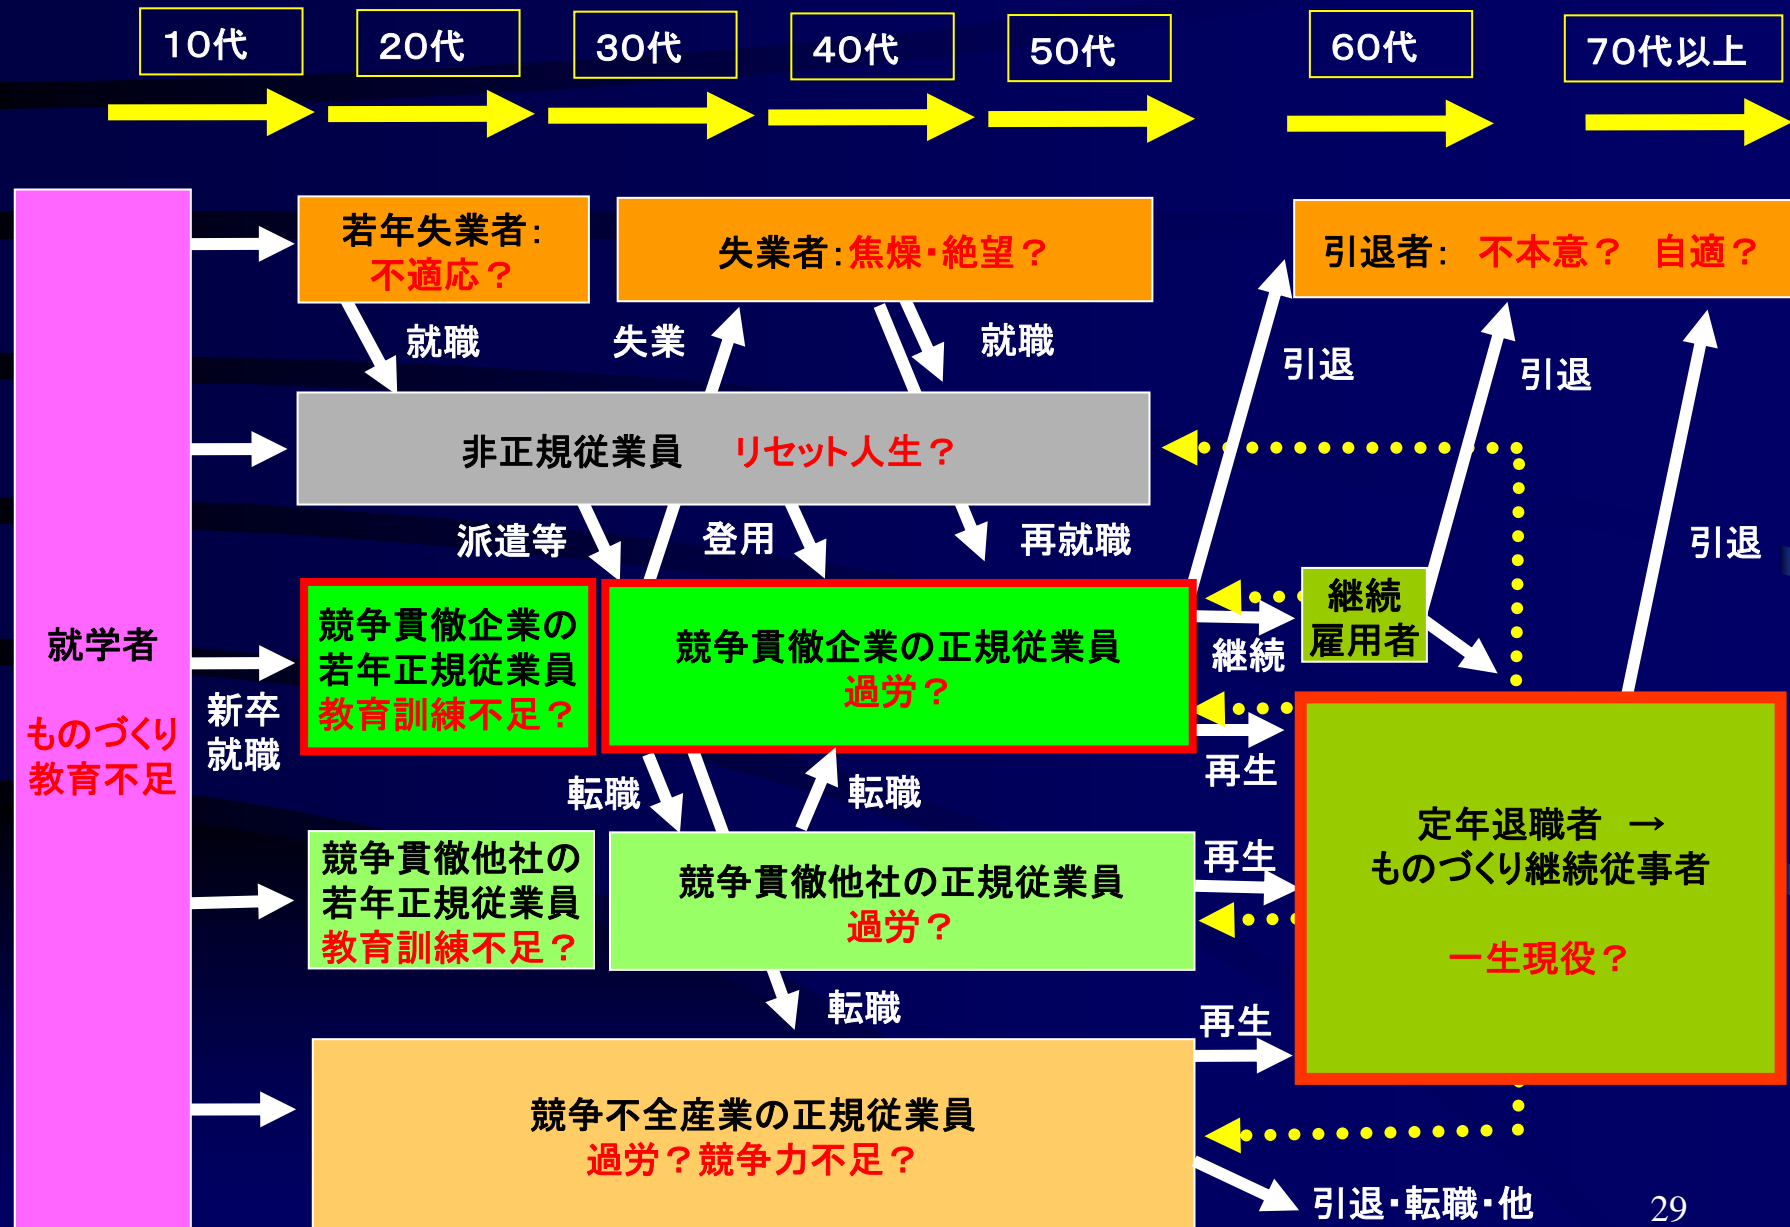 10代
20代
30代
40代
50代
60代
70代以上
若年失業者：
不適応？
失業者：焦燥・絶望？
引退者： 不本意？ 自適？
就職
失業
就職
引退
引退
非正規従業員 リセット人生？
派遣等
登用
再就職
引退
就学者
ものづくり
教育不足
新卒
就職
競争貫徹企業の
若年正規従業員
教育訓練不足？
競争貫徹企業の正規従業員
過労？
継続
継続
雇用者
再生
転職
転職
競争貫徹他社の
若年正規従業員
教育訓練不足？
競争貫徹他社の正規従業員
過労？
再生
定年退職者 →
ものづくり継続従事者
一生現役？
転職
再生
競争不全産業の正規従業員
過労？競争力不足？
引退・転職・他
29